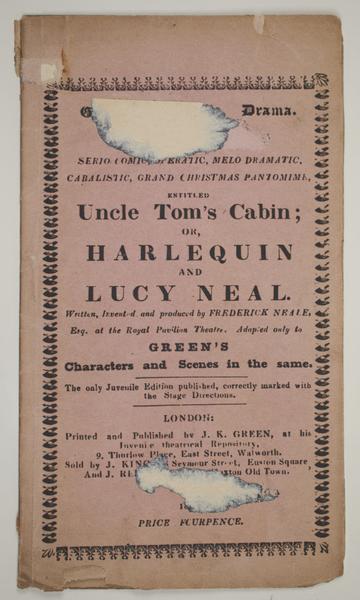 Drama.
SERIO COMIC, OPERATIC, MELO DRAMATIC,
CABALISTIC, GRAND CHRISTMAS PANTOMIME,
ENTITLED
Uncle Tom's Cabin;
OR,
HARLEQUIN
AND
LUCY NEAL.
Written, Invented and produced by FREDERICK NEALE,
Esq. at the Royal Pavilion Theatre. Adapted only to
GREEN'S
Characters and Scenes in the same.
The only Juvenile Edition published, correctly marked with
the Stage Directions.
LONDON:
Printed and Published by J. K. GREEN, at his
Juvenile theatrical Repository,
9, Thurlow Place, East Street, Walworth.
Sold by J. Seymour Street, Euston Square,
And J. Old Town.
PRICE FOURPENCE.